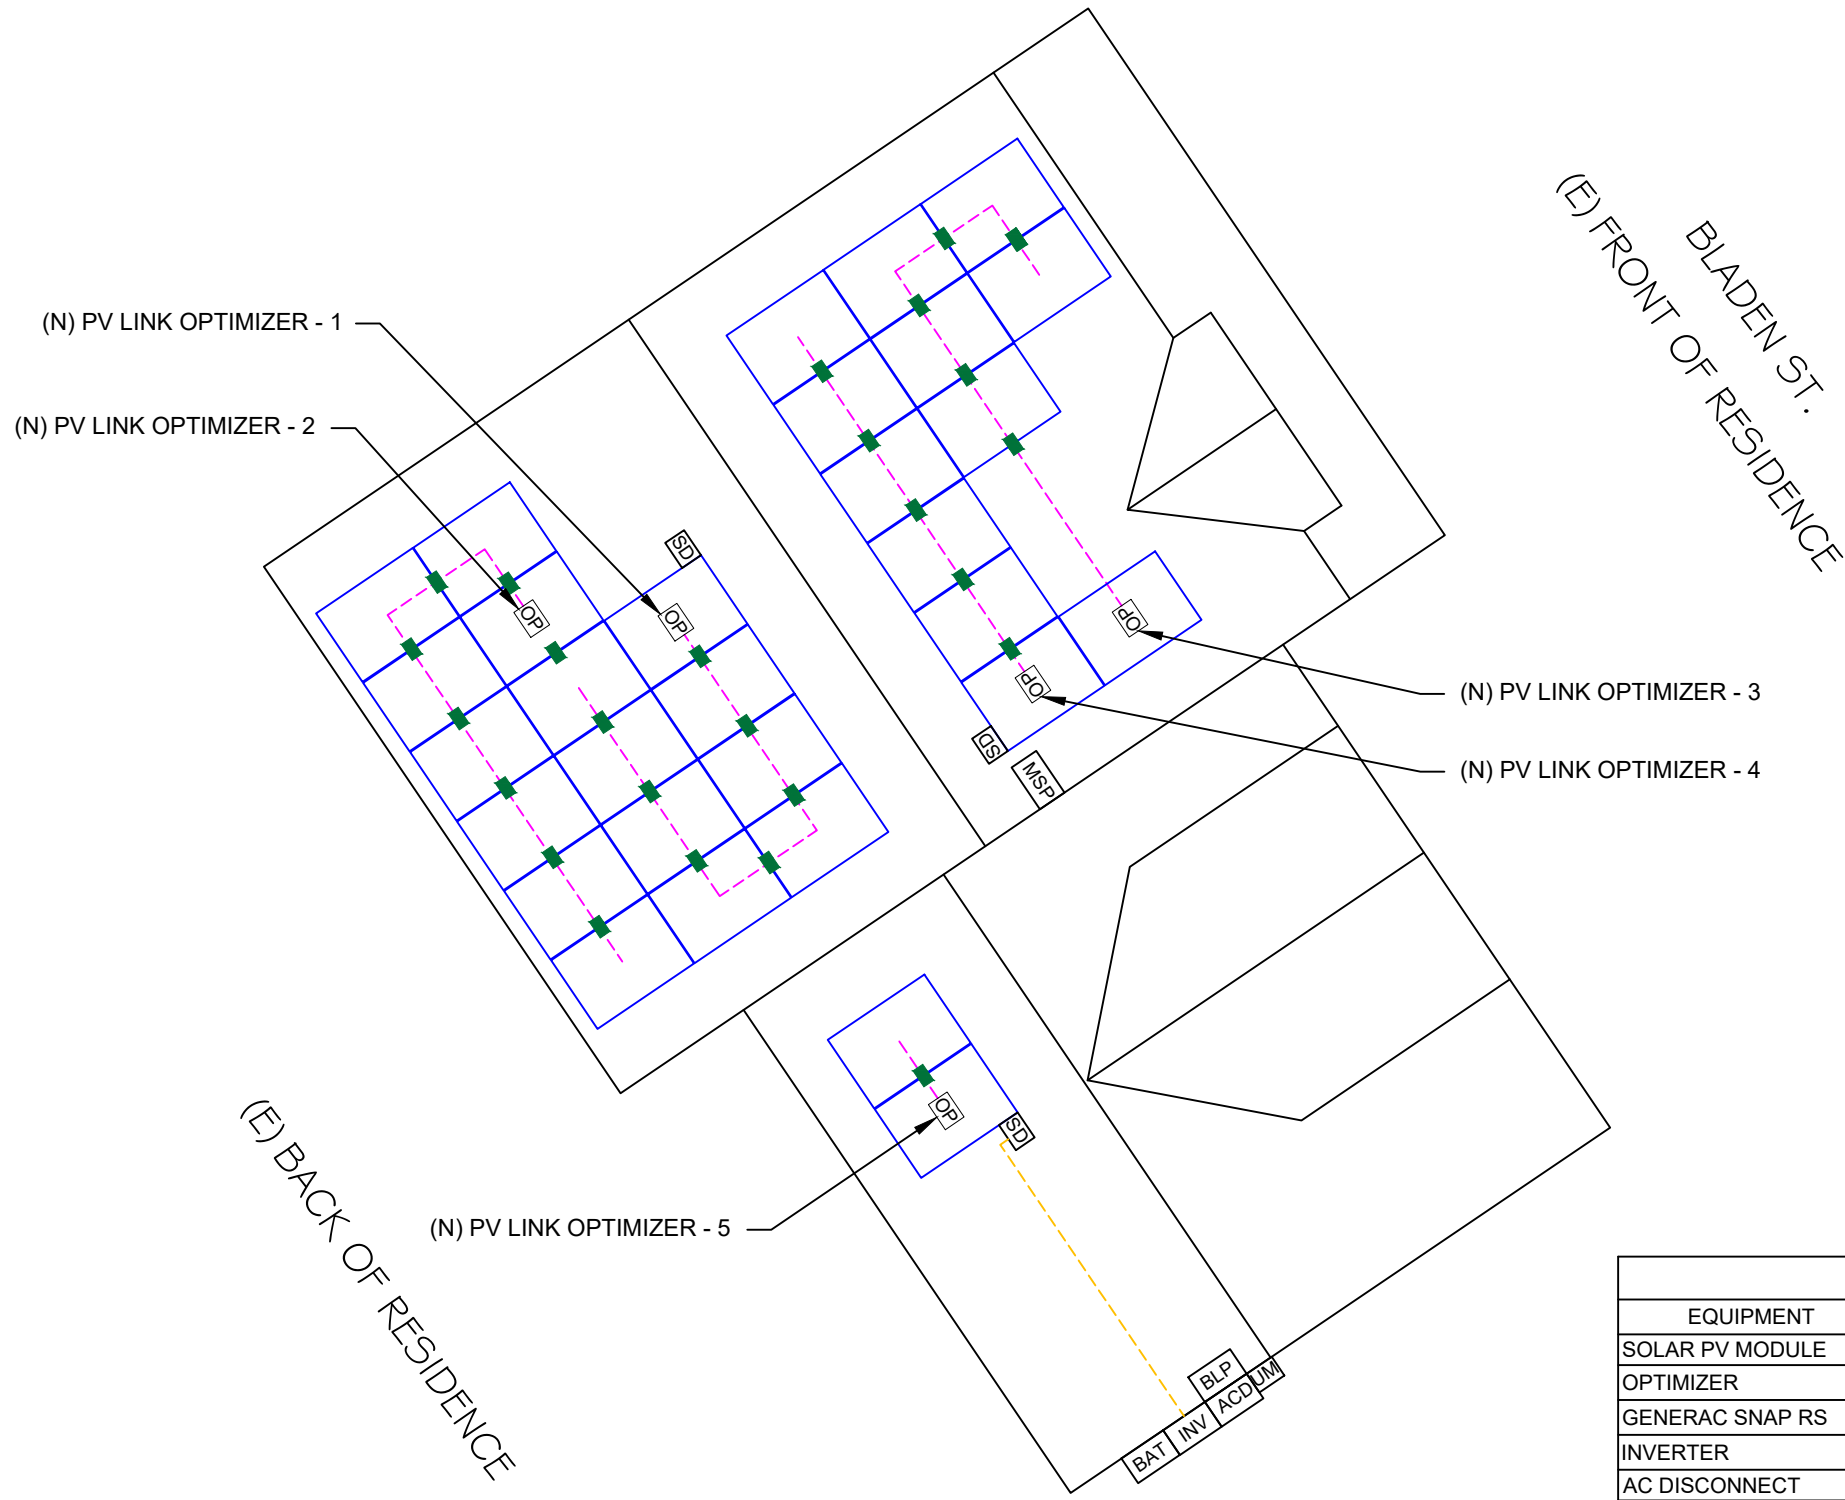 BLADEN ST.
(E) FRONT OF RESIDENCE
(N) PV LINK OPTIMIZER - 1
(N) PV LINK OPTIMIZER - 2
SD
OP
OP
OP
(N) PV LINK OPTIMIZER - 3
OP
(N) PV LINK OPTIMIZER - 4
SD
MSP
(E) BACK OF RESIDENCE
OP
SD
(N) PV LINK OPTIMIZER - 5
BLP
UM
ACD
INV
BAT
EQUIPMENT
SOLAR PV MODULE
OPTIMIZER
GENERAC SNAP RS
INVERTER
AC DISCONNECT